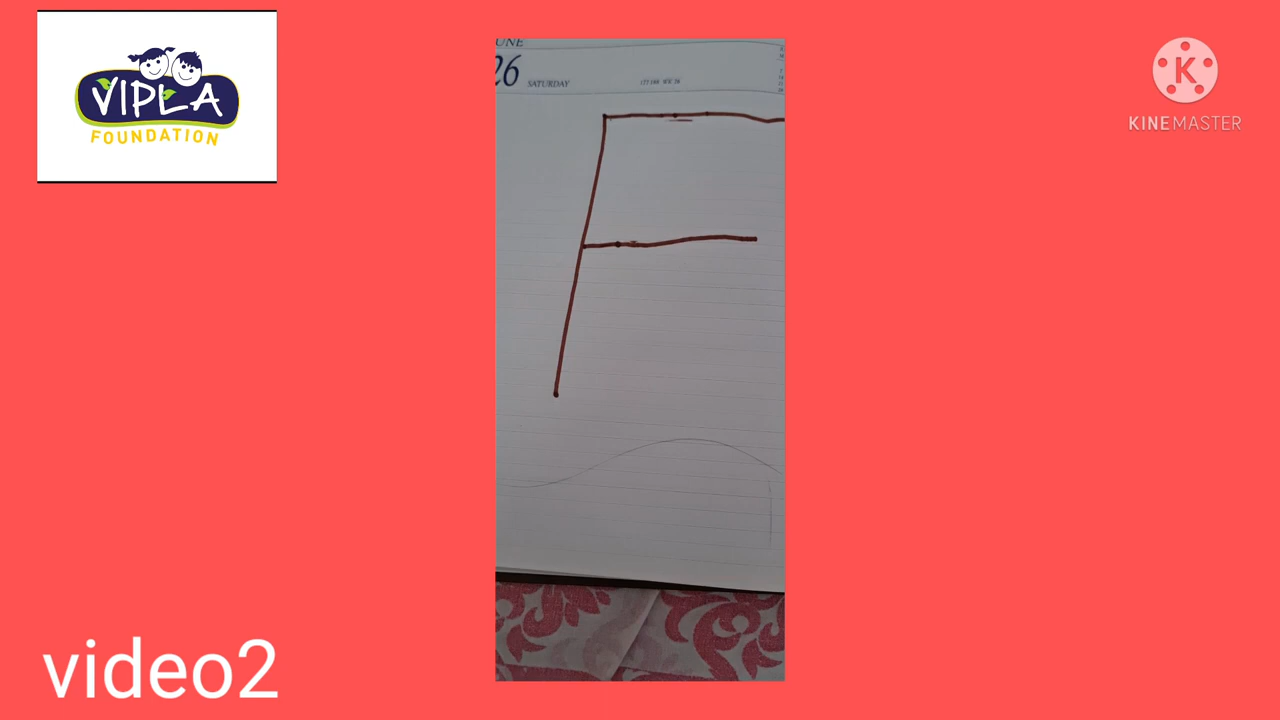 VIPLA
FOUNDATION
UNE
26 SATURDAY
KINEMASTER
F
video2